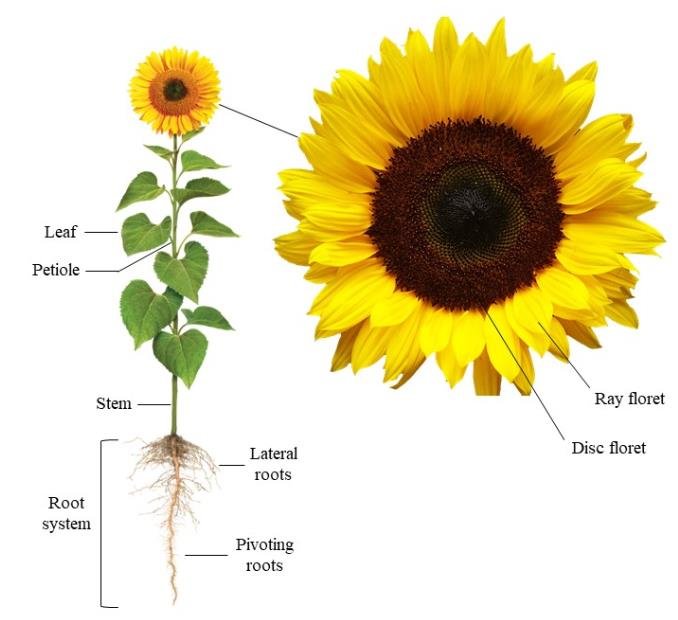 Leaf
Petiole
Stem
Lateral
roots
Root
system
Pivoting
roots
Ray floret
Disc floret